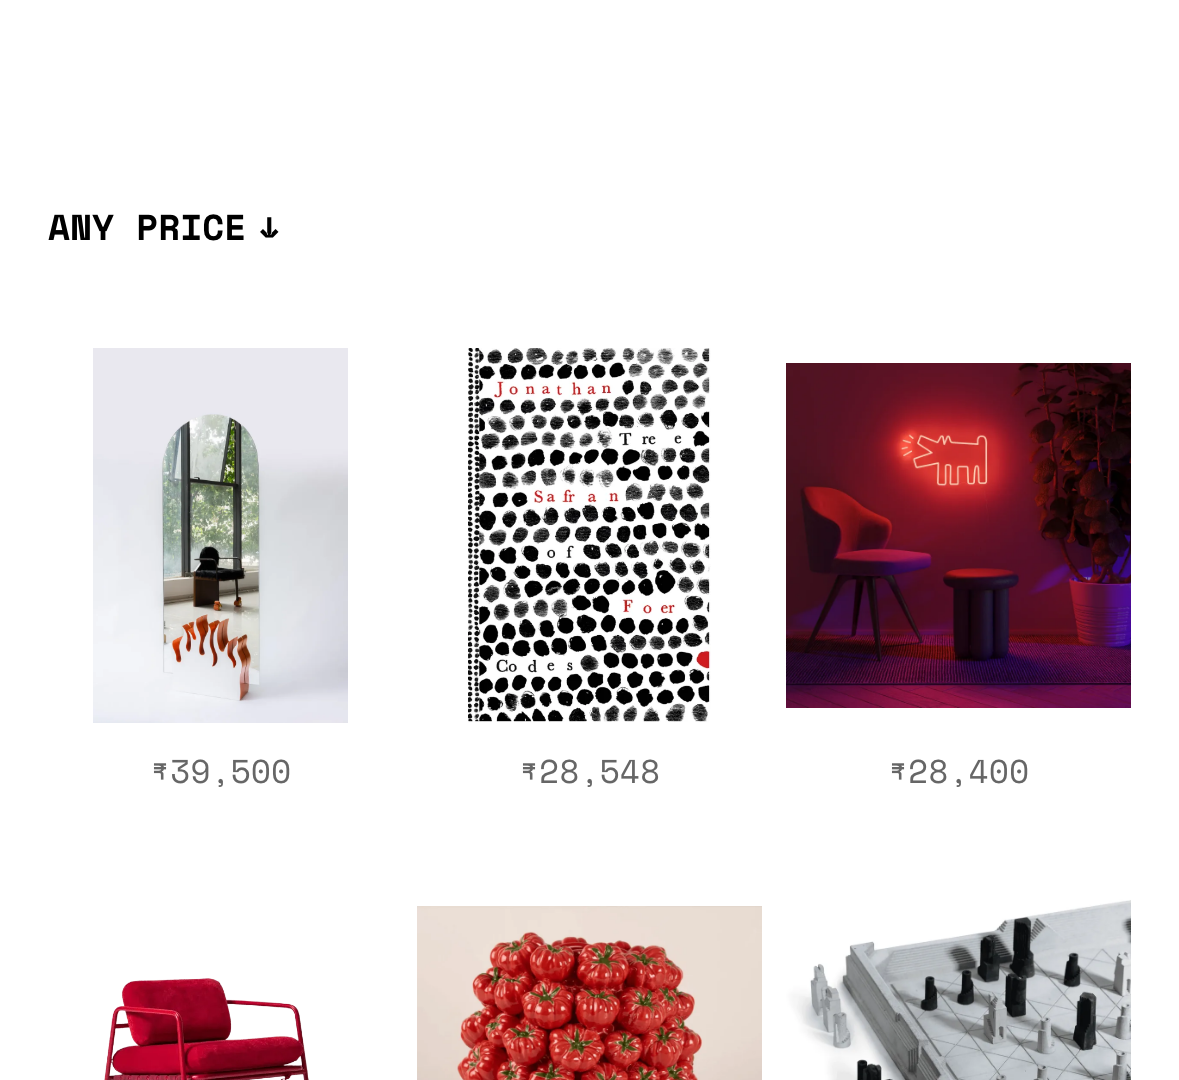 ANY PRICE ↓
Jonathan
Tree
Safran
of
Foer
Codes
₹39,500
₹28,548
₹28,400